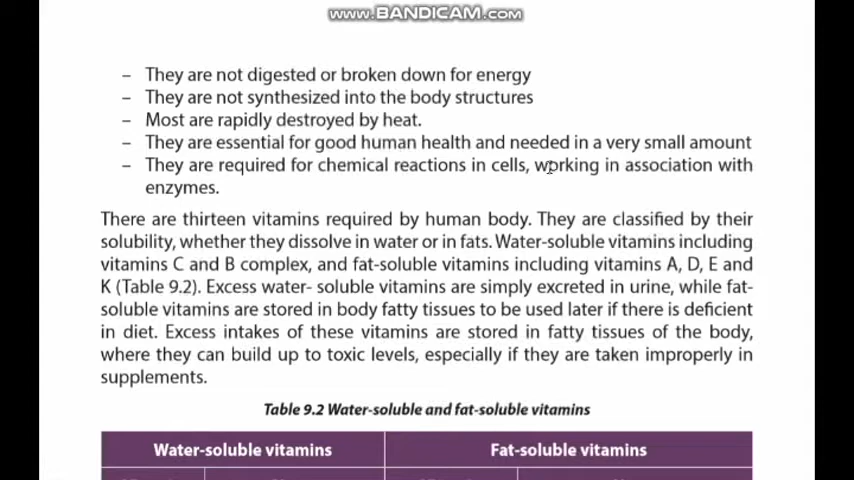 www.BANDICAM.com
– They are not digested or broken down for energy
– They are not synthesized into the body structures
– Most are rapidly destroyed by heat.
– They are essential for good human health and needed in a very small amount
– They are required for chemical reactions in cells, working in association with
enzymes.
There are thirteen vitamins required by human body. They are classified by their
solubility, whether they dissolve in water or in fats. Water-soluble vitamins including
vitamins C and B complex, and fat-soluble vitamins including vitamins A, D, E and
K (Table 9.2). Excess water- soluble vitamins are simply excreted in urine, while fat-
soluble vitamins are stored in body fatty tissues to be used later if there is deficient
in diet. Excess intakes of these vitamins are stored in fatty tissues of the body,
where they can build up to toxic levels, especially if they are taken improperly in
supplements.
Table 9.2 Water-soluble and fat-soluble vitamins
Water-soluble vitamins Fat-soluble vitamins